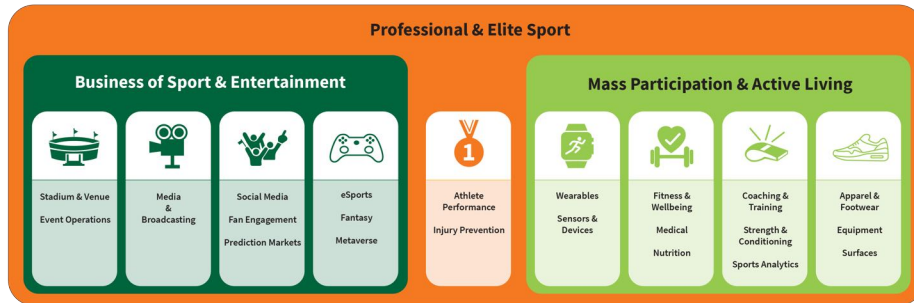 Professional & Elite Sport
Business of Sport & Entertainment
Stadium & Venue
Event Operations
Media
&
Broadcasting
Social Media
Fan Engagement
Prediction Markets
eSports
Fantasy
Metaverse
1
Athlete
Performance
Injury Prevention
Mass Participation & Active Living
Wearables
Sensors &
Devices
Fitness &
Wellbeing
Medical
Nutrition
Coaching &
Training
Strength &
Conditioning
Sports Analytics
Apparel &
Footwear
Equipment
Surfaces